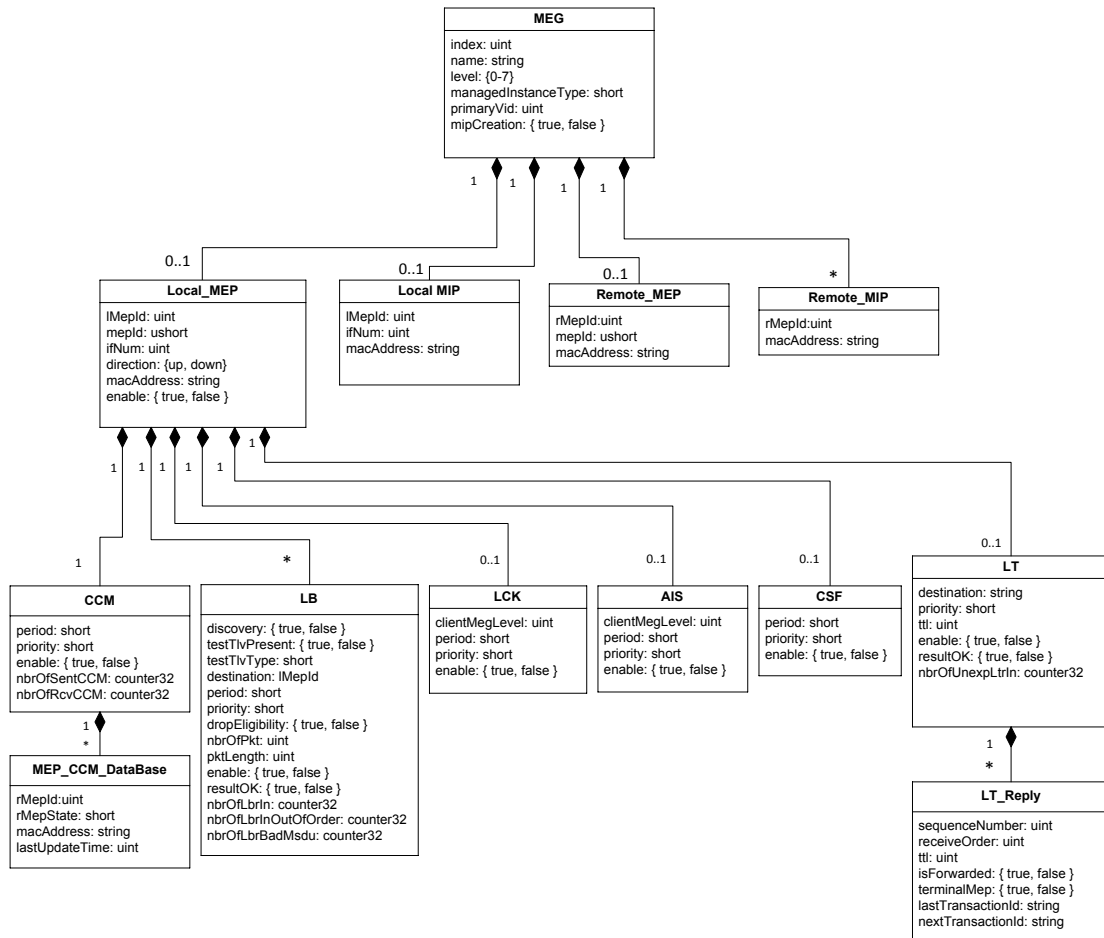 MEG
index: uint
name: string
level: {0-7}
managedInstanceType: short
primaryVid: uint
mipCreation: { true, false }
1
1
1
1
0..1
0..1
0..1
*
Local_MEP
lMepId: uint
mepId: ushort
ifNum: uint
direction: {up, down}
macAddress: string
enable: { true, false }
Local MIP
lMepId: uint
ifNum: uint
macAddress: string
Remote_MEP
rMepId:uint
mepId: ushort
macAddress: string
Remote_MIP
rMepId:uint
macAddress: string
1
1
1
1
1
1
1
*
0..1
0..1
0..1
0..1
CCM
period: short
priority: short
enable: { true, false }
nbrOfSentCCM: counter32
nbrOfRcvCCM: counter32
1
*
MEP_CCM_DataBase
rMepId:uint
rMepState: short
macAddress: string
lastUpdateTime: uint
LB
discovery: { true, false }
testTlvPresent: { true, false }
testTlvType: short
destination: lMepId
period: short
priority: short
dropEligibility: { true, false }
nbrOfPkt: uint
pktLength: uint
enable: { true, false }
resultOK: { true, false }
nbrOfLbrIn: counter32
nbrOfLbrInOutOfOrder: counter32
nbrOfLbrBadMsdu: counter32
LCK
clientMegLevel: uint
period: short
priority: short
enable: { true, false }
AIS
clientMegLevel: uint
period: short
priority: short
enable: { true, false }
CSF
period: short
priority: short
enable: { true, false }
LT
destination: string
priority: short
ttl: uint
enable: { true, false }
resultOK: { true, false }
nbrOfUnexpLtrIn: counter32
1
*
LT_Reply
sequenceNumber: uint
receiveOrder: uint
ttl: uint
isForwarded: { true, false }
terminalMep: { true, false }
lastTransactionId: string
nextTransactionId: string